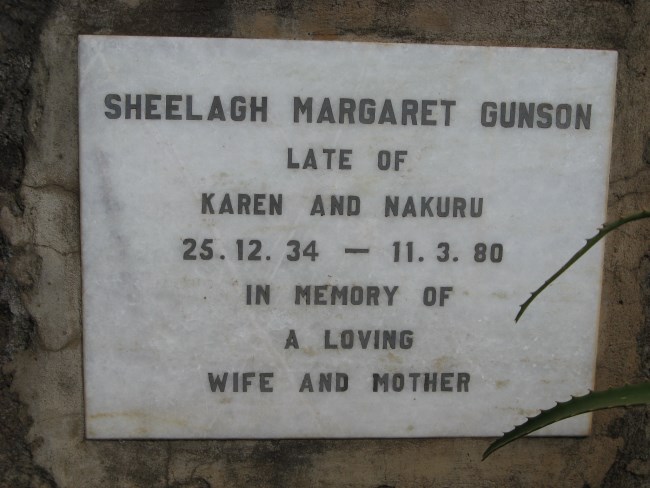 SHEELAGH MARGARET GUNSON
LATE OF
KAREN AND NAKURU
25.12.34 — 11.3.80
IN MEMORY OF
A LOVING
WIFE AND MOTHER